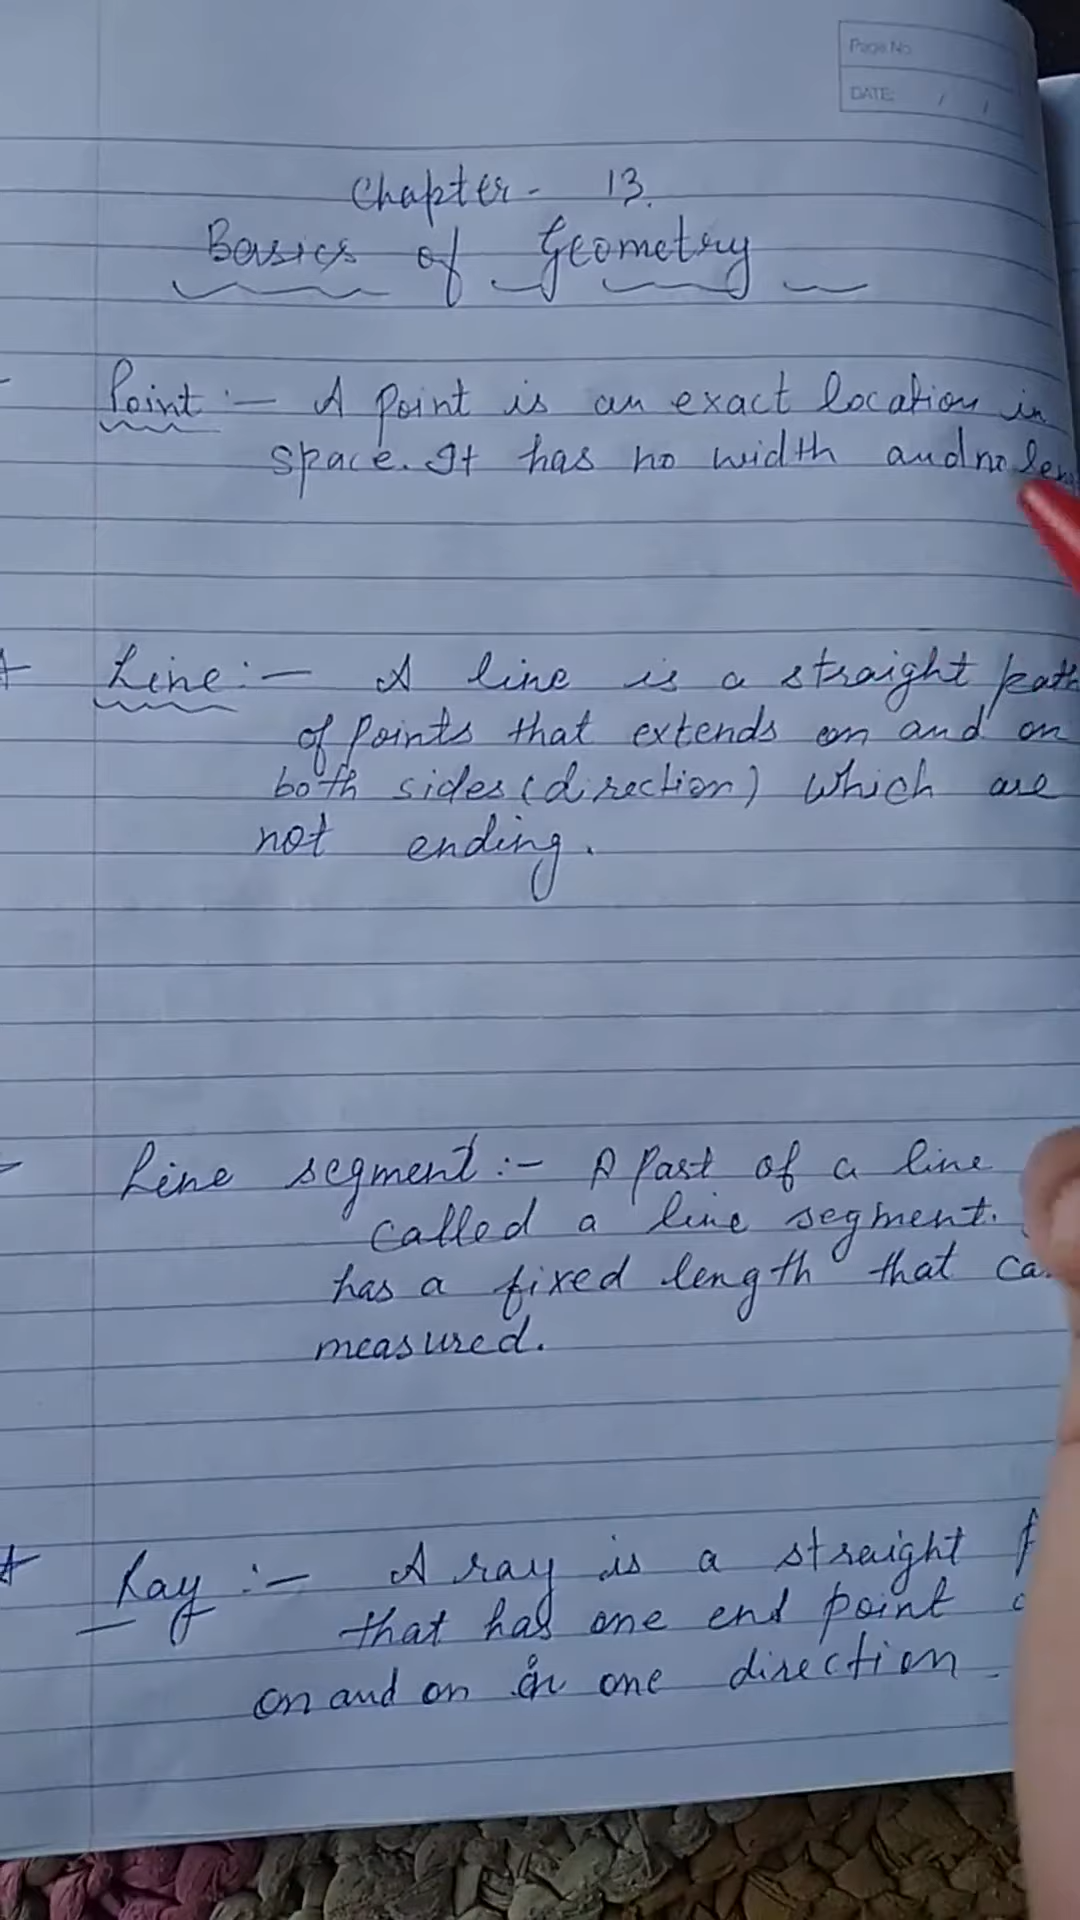 Page No
DATE: / /
Chapter - 13.
Basics of Geometry
Point :- A Point is an exact location in
space. It has no width and no
Line :- A line is a straight path
of Points that extends on and on
both sides (direction) which are
not ending.
Line segment :- A Part of a line
called a line segment.
has a fixed length that
measured.
Ray :- A ray is a straight
that has one end point
on and on in one direction